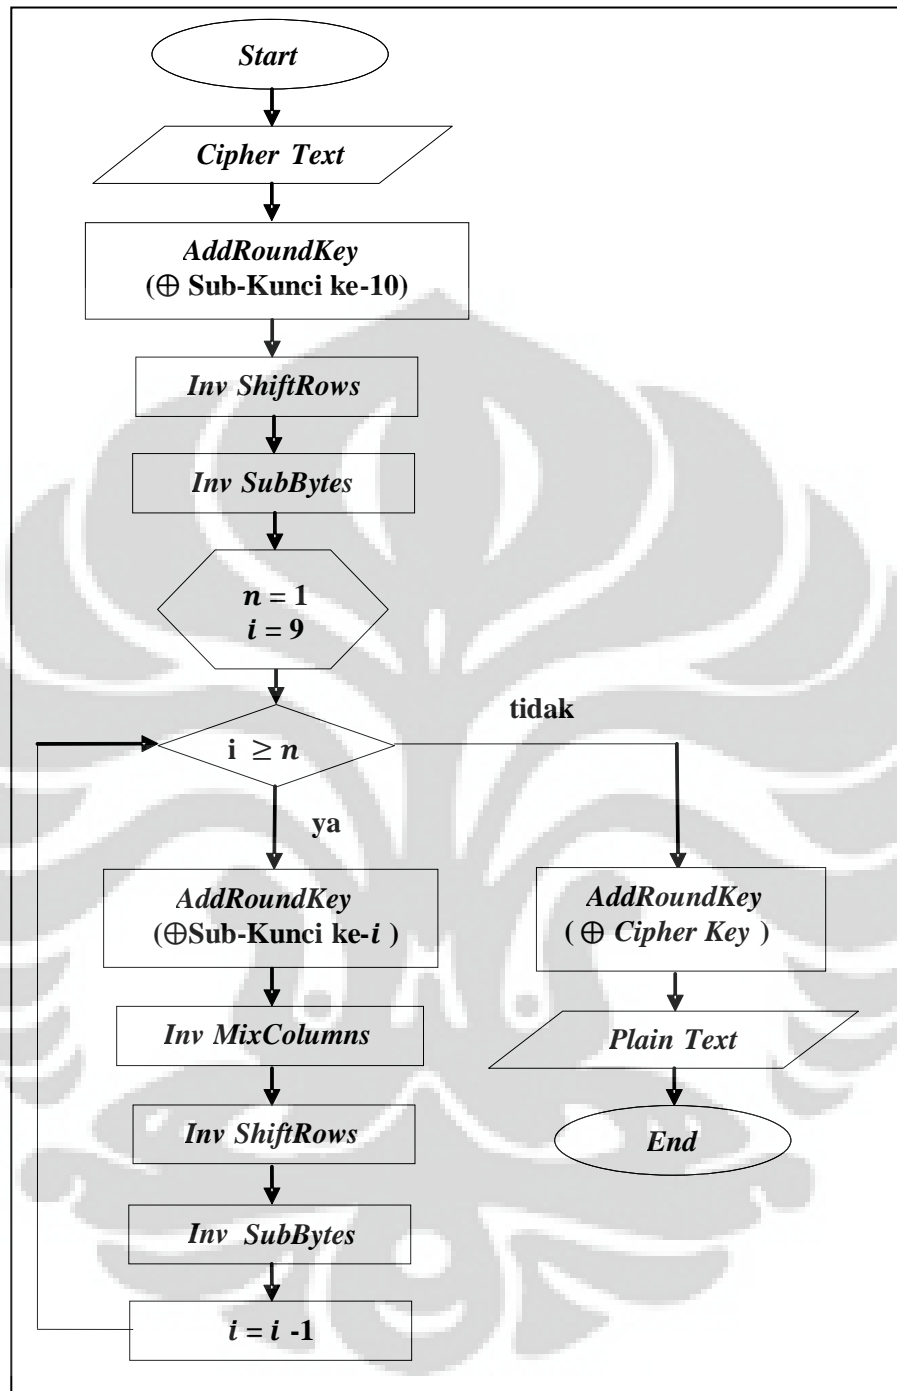 Start
Cipher Text
AddRoundKey
(⊕ Sub-Kunci ke-10)
Inv ShiftRows
Inv SubBytes
n = 1
i = 9
i ≥ n
tidak
ya
AddRoundKey
(⊕Sub-Kunci ke-i )
Inv MixColumns
Inv ShiftRows
Inv SubBytes
i = i -1
AddRoundKey
( ⊕ Cipher Key )
Plain Text
End